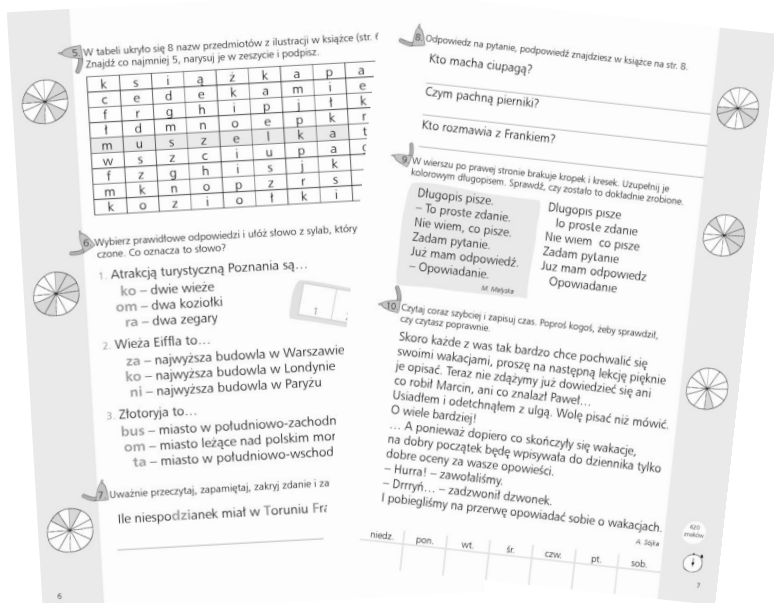 5. W tabeli ukryło się 8 nazw przedmiotów z ilustracji w książce (str. 6
Znajdź co najmniej 5, narysuj je w zeszycie i podpisz.
k s i ą ż k a p a
c e d e k a m i e
f r g h i p j ł k
ł d m n o e p k r
m u s z e l k a t
w s z c i u p a
f z g h i s j k
m k n o p z r s
k o z i o ł k i
6. Wybierz prawidłowe odpowiedzi i ułóż słowo z sylab, który
czone. Co oznacza to słowo?
1. Atrakcją turystyczną Poznania są...
ko – dwie wieże
om – dwa koziołki
ra – dwa zegary
1
2. Wieża Eiffla to...
za – najwyższa budowla w Warszawie
ko – najwyższa budowla w Londynie
ni – najwyższa budowla w Paryżu
3. Złotoryja to...
bus – miasto w południowo-zachodn
om – miasto leżące nad polskim mor
ta – miasto w południowo-wschod
7. Uważnie przeczytaj, zapamiętaj, zakryj zdanie i za
Ile niespodzianek miał w Toruniu Fra
6
8. Odpowiedz na pytanie, podpowiedź znajdziesz w książce na str. 8.
Kto macha ciupagą?
Czym pachną pierniki?
Kto rozmawia z Frankiem?
9. W wierszu po prawej stronie brakuje kropek i kresek. Uzupełnij je
kolorowym długopisem. Sprawdź, czy zostało to dokładnie zrobione.
Długopis pisze.
– To proste zdanie.
Nie wiem, co pisze.
Zadam pytanie.
Już mam odpowiedź.
– Opowiadanie.
M. Małyska
Dlugopis pisze
lo prosle zdanie
Nie wiem co pisze
Zadam pylanie
Juz mam odpowiedz
Opowiadanie
10. Czytaj coraz szybciej i zapisuj czas. Poproś kogoś, żeby sprawdził,
czy czytasz poprawnie.
Skoro każde z was tak bardzo chce pochwalić się
swoimi wakacjami, proszę na następną lekcję pięknie
je opisać. Teraz nie zdążymy już dowiedzieć się ani
co robił Marcin, ani co znalazł Paweł...
Usiadłem i odetchnąłem z ulgą. Wolę pisać niż mówić.
O wiele bardziej!
... A ponieważ dopiero co skończyły się wakacje,
na dobry początek będę wpisywała do dziennika tylko
dobre oceny za wasze opowieści.
– Hurra! – zawołaliśmy.
– Drrryń... – zadzwonił dzwonek.
I pobiegliśmy na przerwę opowiadać sobie o wakacjach.
A. Sójka
420
znaków
niedz. pon. wt. śr. czw. pt. sob.
7